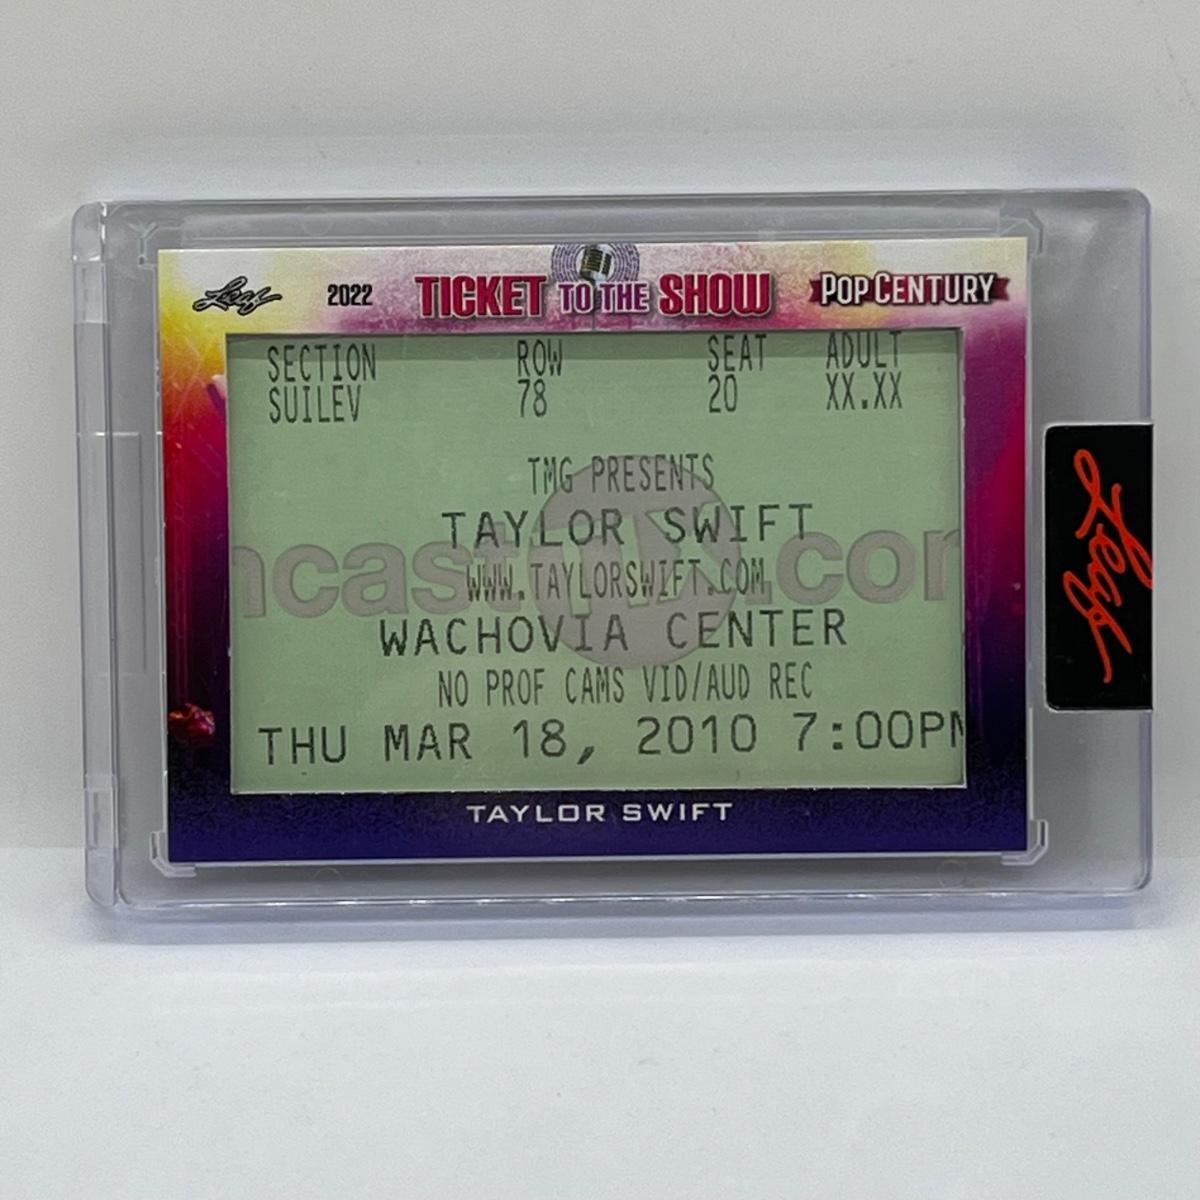 Leaf 2022 TICKET TO THE SHOW POP CENTURY
SECTION ROW SEAT ADULT
SUILEV 78 20 XX.XX
TMG PRESENTS
TAYLOR SWIFT
WWW.TAYLORSWIFT.COM
WACHOVIA CENTER
NO PROF CAMS VID/AUD REC
THU MAR 18, 2010 7:00PM
TAYLOR SWIFT
Leaf